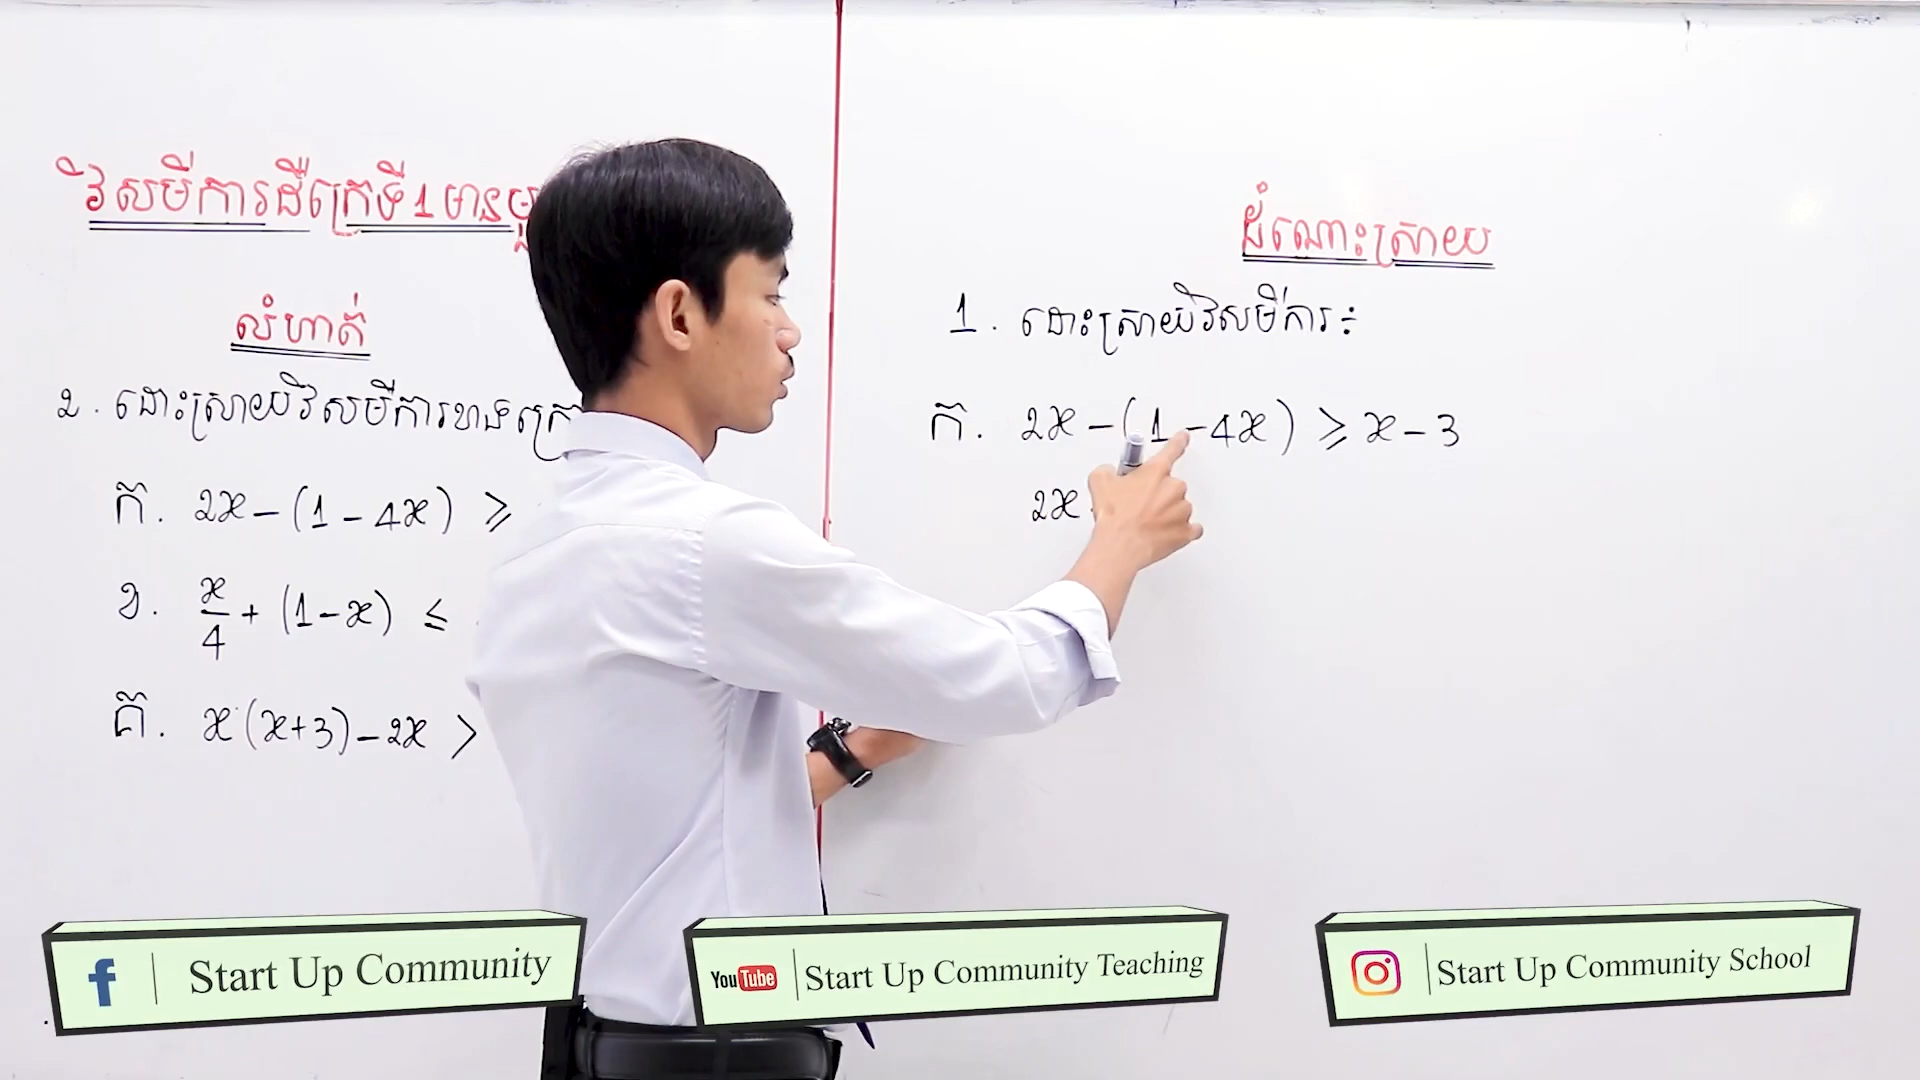 វិសមីការដឺក្រេទី1មាន
លំហាត់
2. ដោះស្រាយវិសមីការខាងក្រោ
ក. 2x-(1-4x) ≥
ខ. x/4 + (1-x) ≤
គ. x(x+3)-2x >
ដំណោះស្រាយ
1. ដោះស្រាយវិសមីការ÷
ក. 2x-(1-4x) ≥ x-3
2x
Start Up Community
YouTube Start Up Community Teaching
Start Up Community School